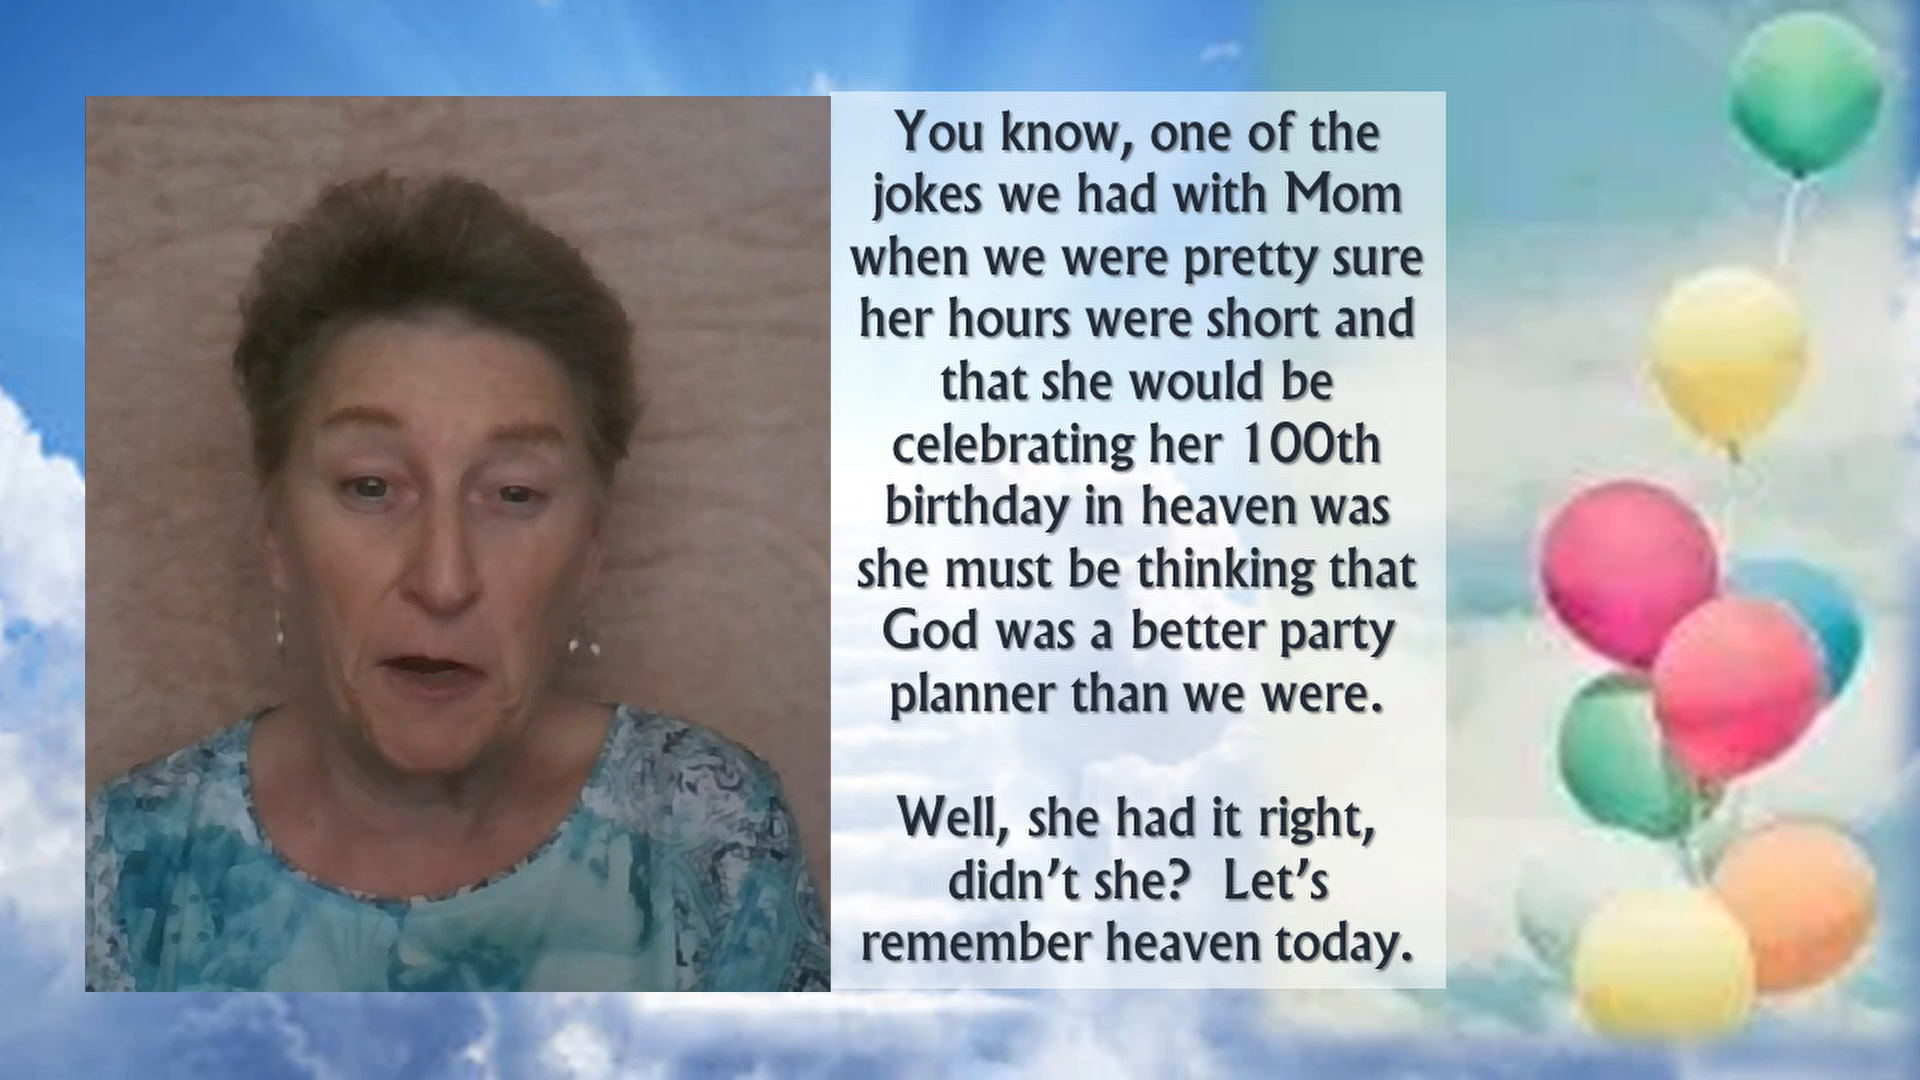 You know, one of the
jokes we had with Mom
when we were pretty sure
her hours were short and
that she would be
celebrating her 100th
birthday in heaven was
she must be thinking that
God was a better party
planner than we were.
Well, she had it right,
didn't she?  Let's
remember heaven today.